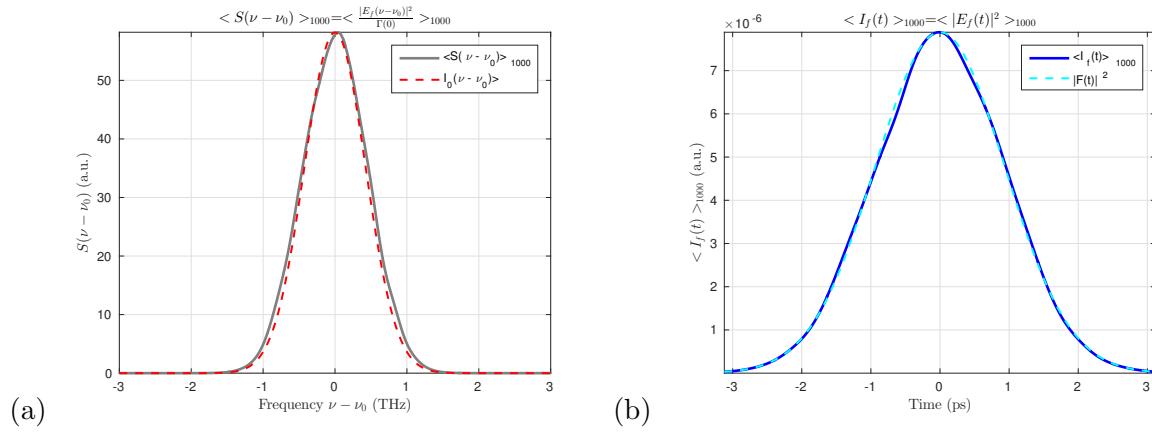 < S(ν − ν₀) >₁₀₀₀=< |E_f(ν−ν₀)|² / Γ(0) >₁₀₀₀
<S( ν - ν₀)> 1000
I₀(ν - ν₀)>
S(ν − ν₀) (a.u.)
50
40
30
20
10
0
-3 -2 -1 0 1 2 3
Frequency ν − ν₀ (THz)
(a)
< I_f(t) >₁₀₀₀=< |E_f(t)|² >₁₀₀₀
× 10⁻⁶
<I_f(t)> 1000
|F(t)| ²
< I_f(t) >₁₀₀₀ (a.u.)
7
6
5
4
3
2
1
-3 -2 -1 0 1 2 3
Time (ps)
(b)